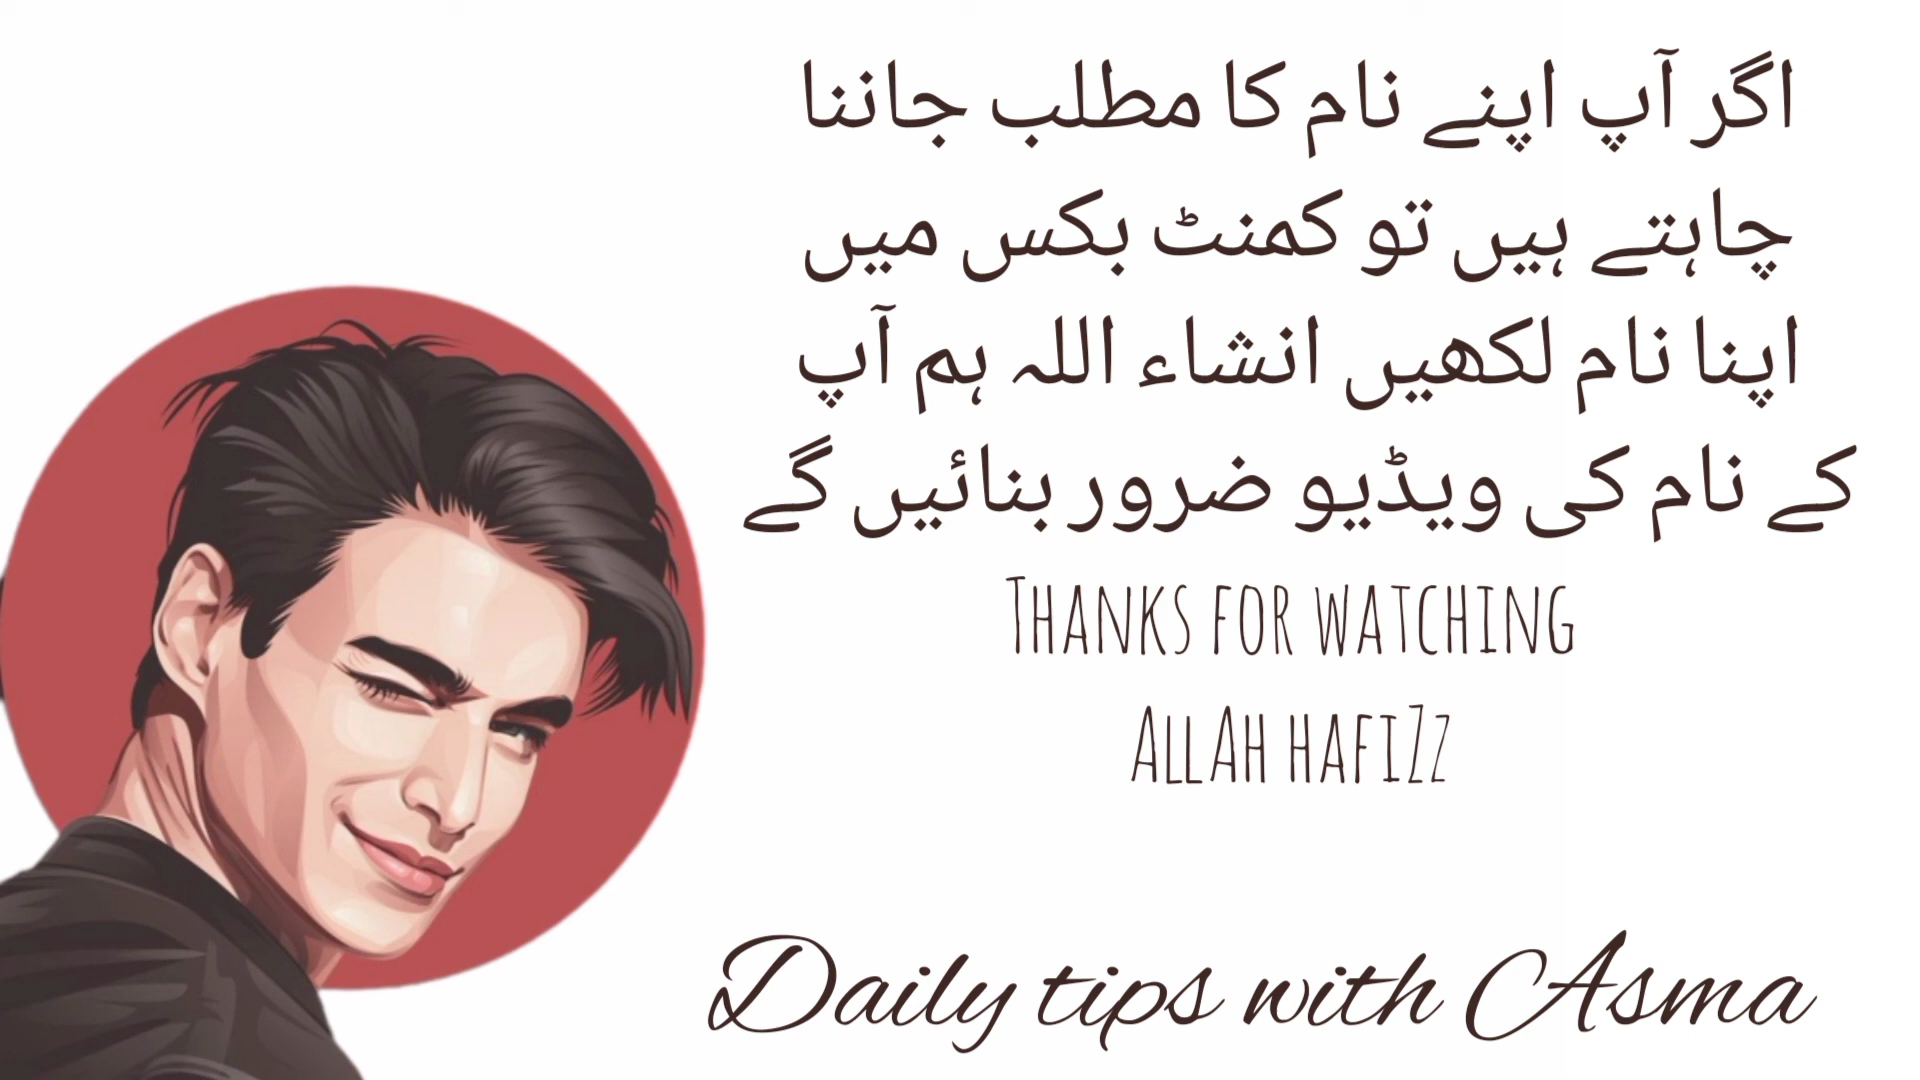 اگر آپ اپنے نام کا مطلب جاننا
چاہتے ہیں تو کمنٹ بکس میں
اپنا نام لکھیں انشاء اللہ ہم آپ
کے نام کی ویڈیو ضرور بنائیں گے
THANKS FOR WATCHING
ALLAH HAFIZZ
Daily tips with Asma